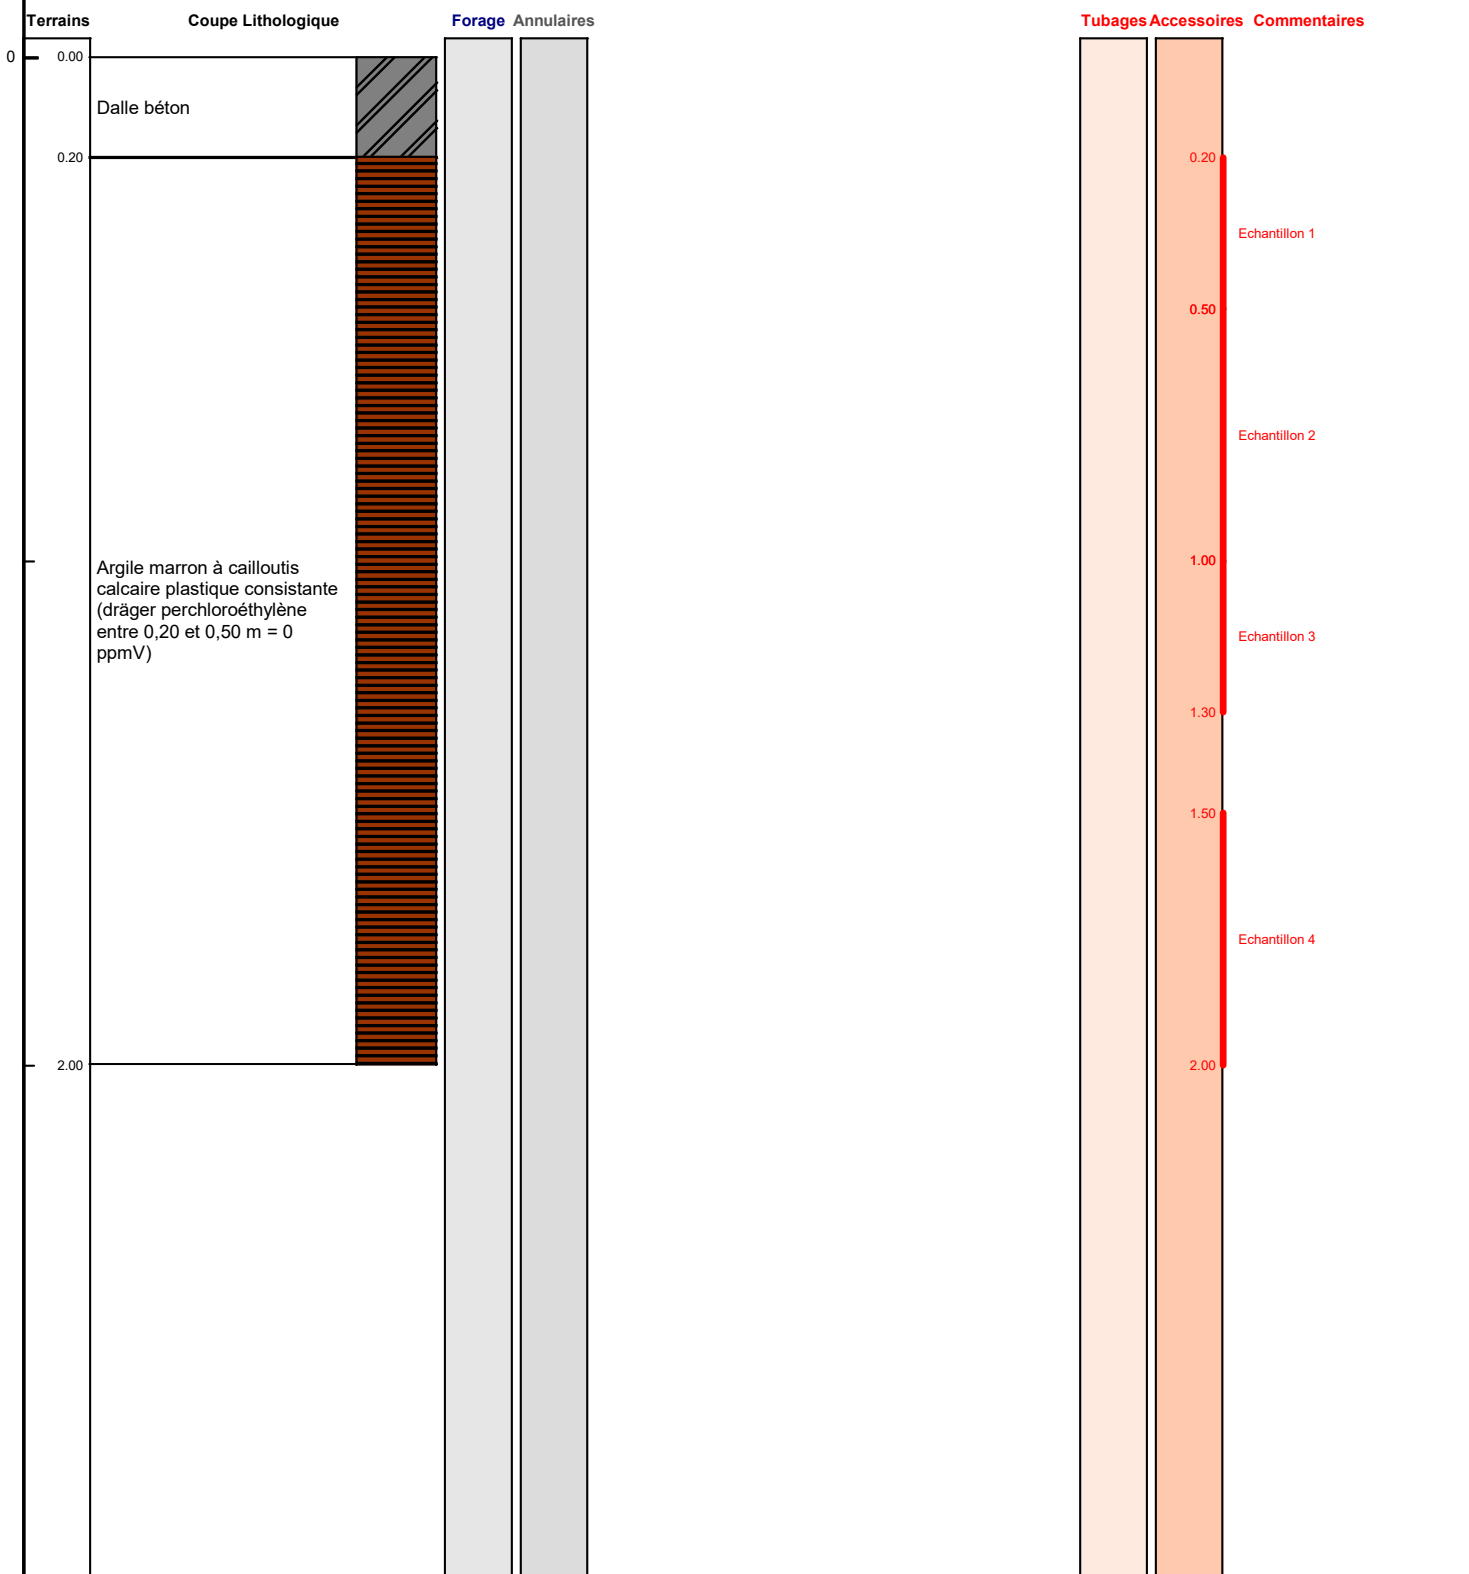 Terrains Coupe Lithologique Forage Annulaires Tubages Accessoires Commentaires
0 0.00
Dalle béton
0.20 0.20
Echantillon 1
0.50
Echantillon 2
1.00
Argile marron à cailloutis
calcaire plastique consistante
(dräger perchloroéthylène
entre 0,20 et 0,50 m = 0
ppmV)
Echantillon 3
1.30
1.50
Echantillon 4
2.00 2.00